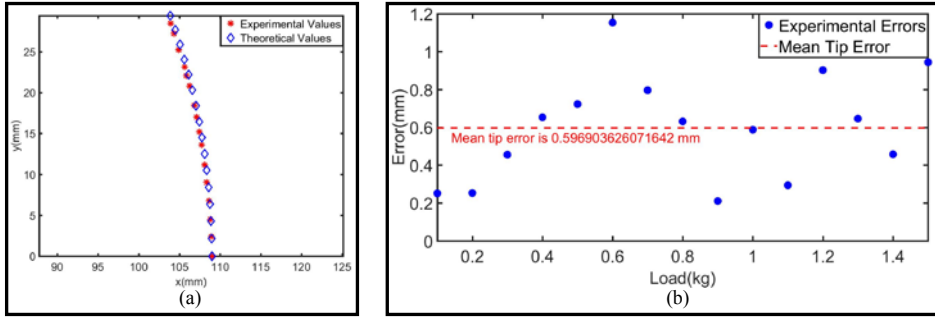 Experimental Values
Theoretical Values
30
25
20
15
10
5
0
y(mm)
90 95 100 105 110 115 120 125
x(mm)
(a)
Experimental Errors
Mean Tip Error
1.2
1
0.8
0.6
0.4
0.2
0
Error(mm)
Mean tip error is 0.596903626071642 mm
0.2 0.4 0.6 0.8 1 1.2 1.4
Load(kg)
(b)